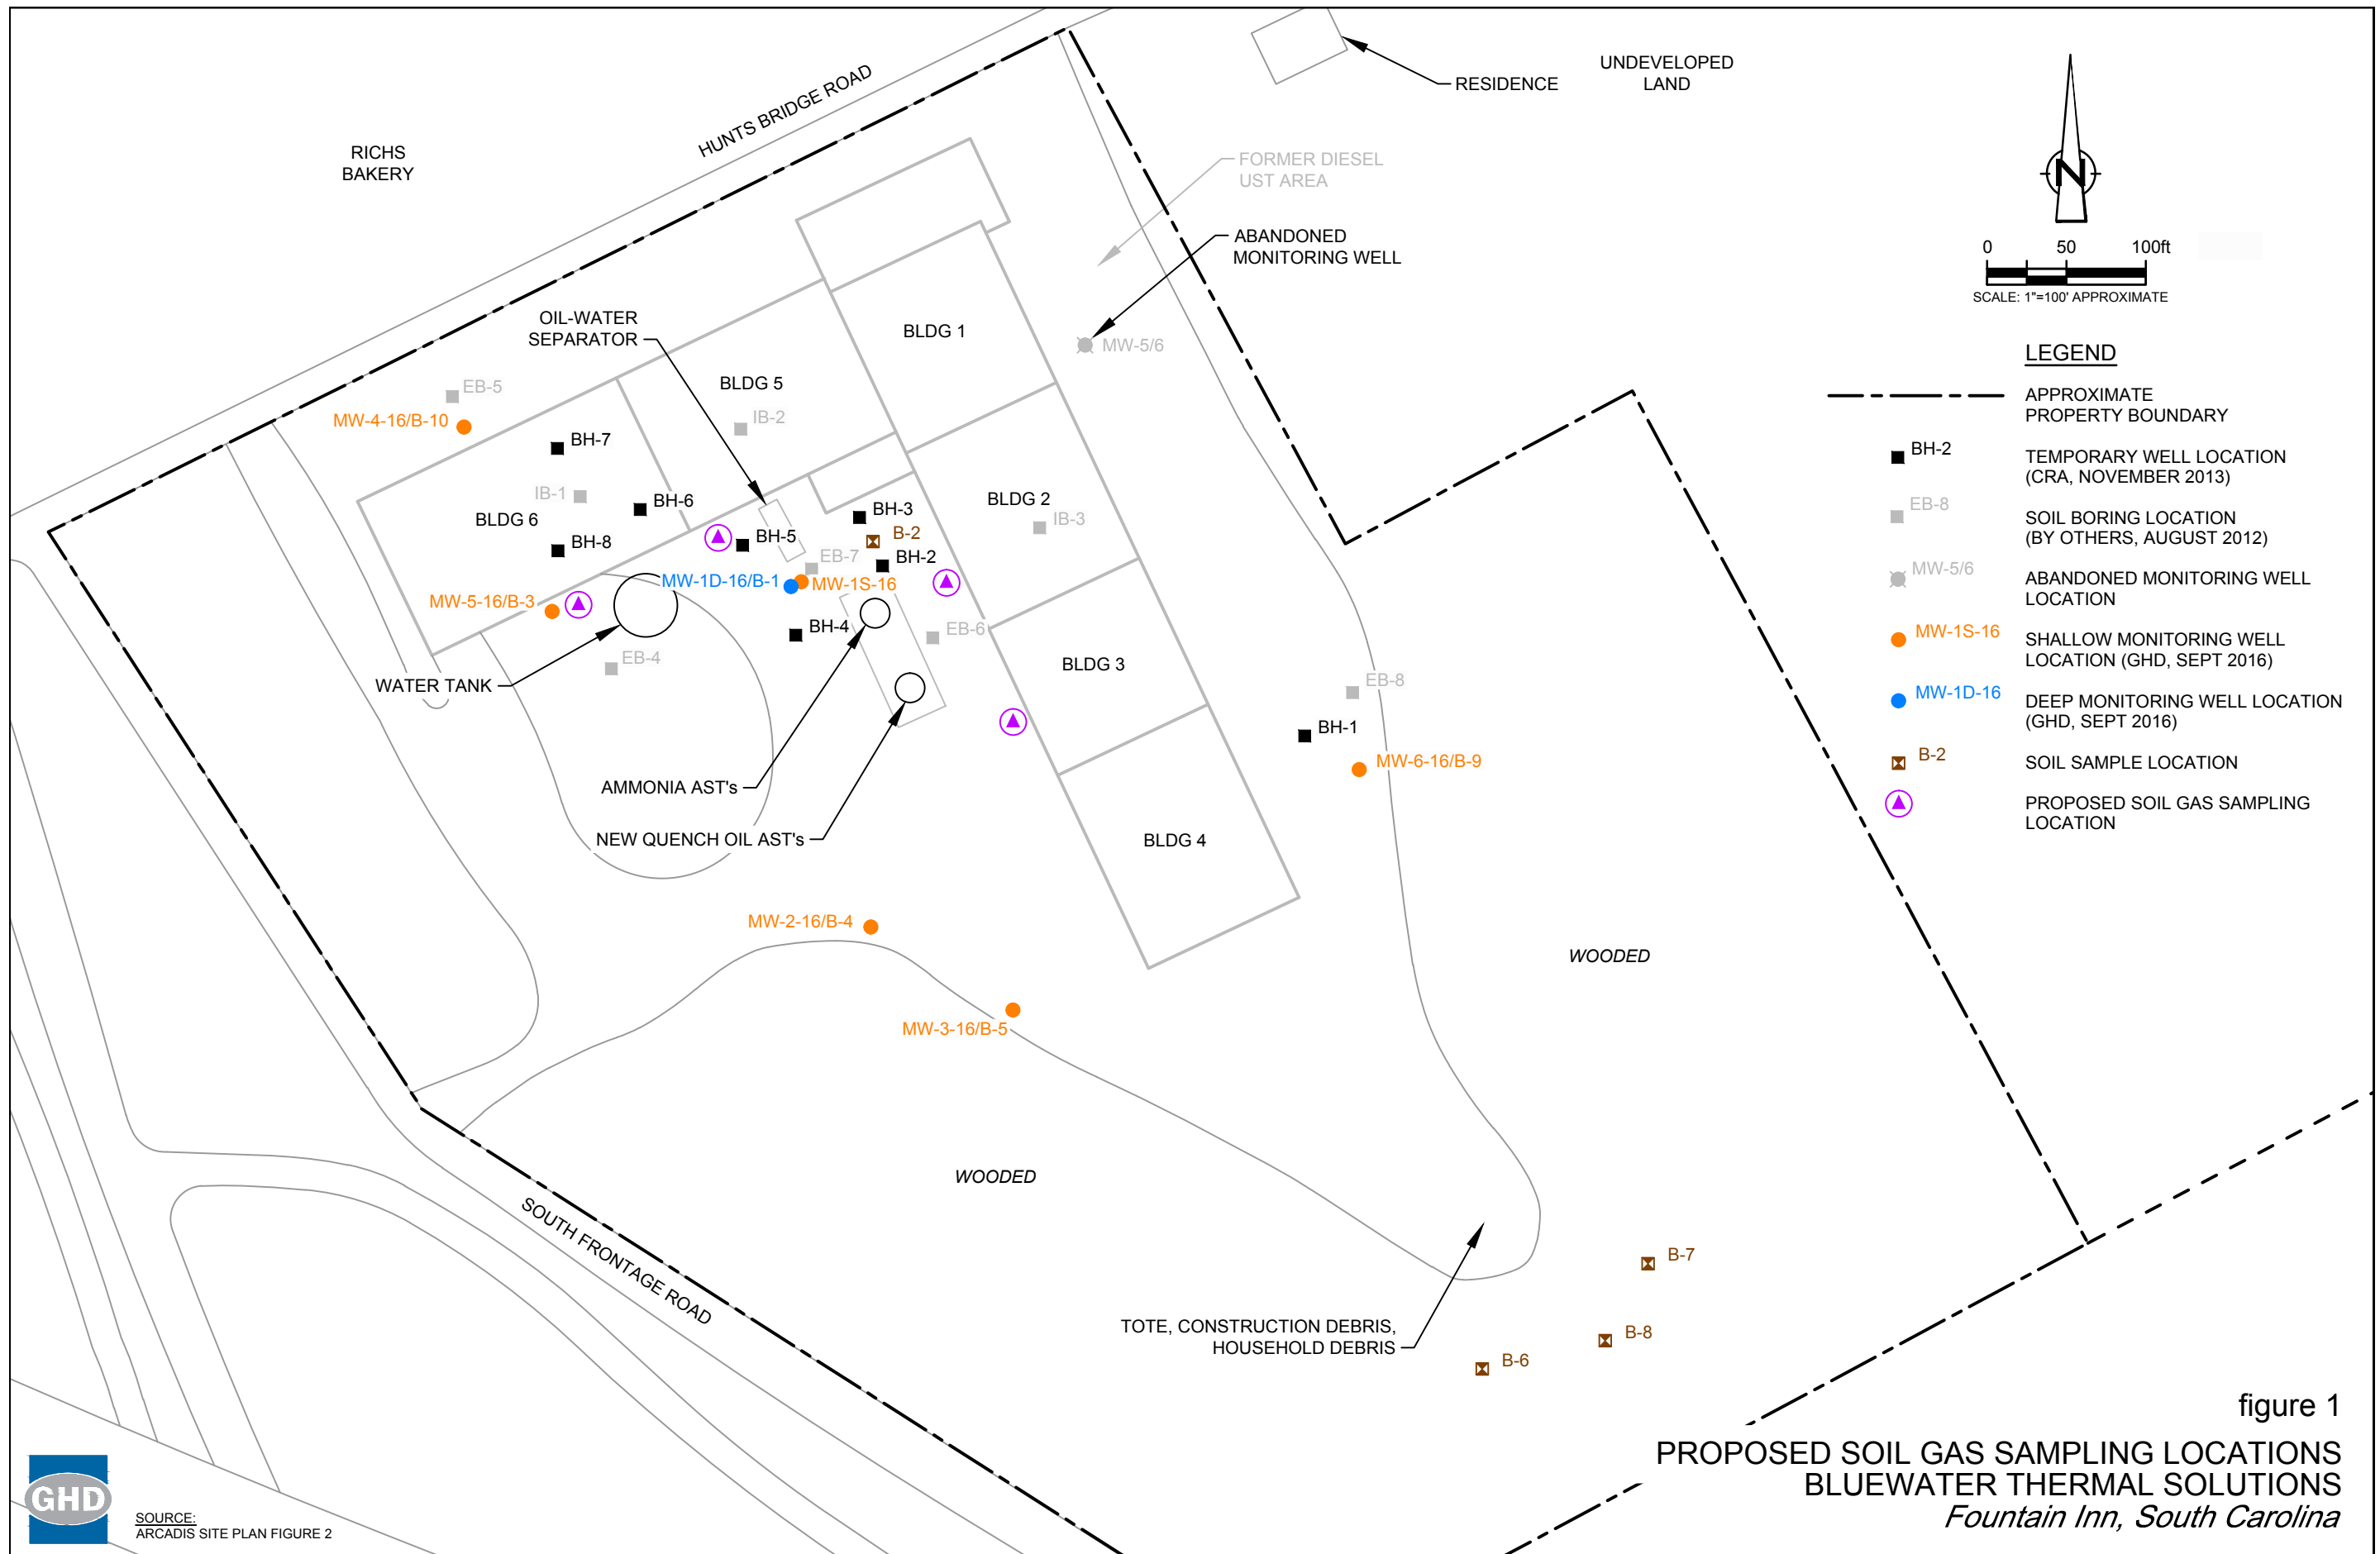 RICHS
BAKERY
HUNTS BRIDGE ROAD
RESIDENCE
UNDEVELOPED
LAND
FORMER DIESEL
UST AREA
ABANDONED
MONITORING WELL
N
0 50 100ft
SCALE: 1"=100' APPROXIMATE
OIL-WATER
SEPARATOR
BLDG 1
MW-5/6
BLDG 5
IB-2
EB-5
MW-4-16/B-10
BH-7
IB-1
BH-6
BLDG 6
BH-8
BH-3
BH-5
B-2
EB-7
BH-2
BLDG 2
IB-3
MW-1D-16/B-1
MW-1S-16
MW-5-16/B-3
BH-4
EB-6
EB-4
WATER TANK
BLDG 3
EB-8
BH-1
MW-6-16/B-9
AMMONIA AST's
NEW QUENCH OIL AST's
BLDG 4
MW-2-16/B-4
MW-3-16/B-5
WOODED
WOODED
SOUTH FRONTAGE ROAD
TOTE, CONSTRUCTION DEBRIS,
HOUSEHOLD DEBRIS
B-7
B-8
B-6
LEGEND
APPROXIMATE
PROPERTY BOUNDARY
BH-2
TEMPORARY WELL LOCATION
(CRA, NOVEMBER 2013)
EB-8
SOIL BORING LOCATION
(BY OTHERS, AUGUST 2012)
MW-5/6
ABANDONED MONITORING WELL
LOCATION
MW-1S-16
SHALLOW MONITORING WELL
LOCATION (GHD, SEPT 2016)
MW-1D-16
DEEP MONITORING WELL LOCATION
(GHD, SEPT 2016)
B-2
SOIL SAMPLE LOCATION
PROPOSED SOIL GAS SAMPLING
LOCATION
figure 1
PROPOSED SOIL GAS SAMPLING LOCATIONS
BLUEWATER THERMAL SOLUTIONS
Fountain Inn, South Carolina
GHD
SOURCE:
ARCADIS SITE PLAN FIGURE 2